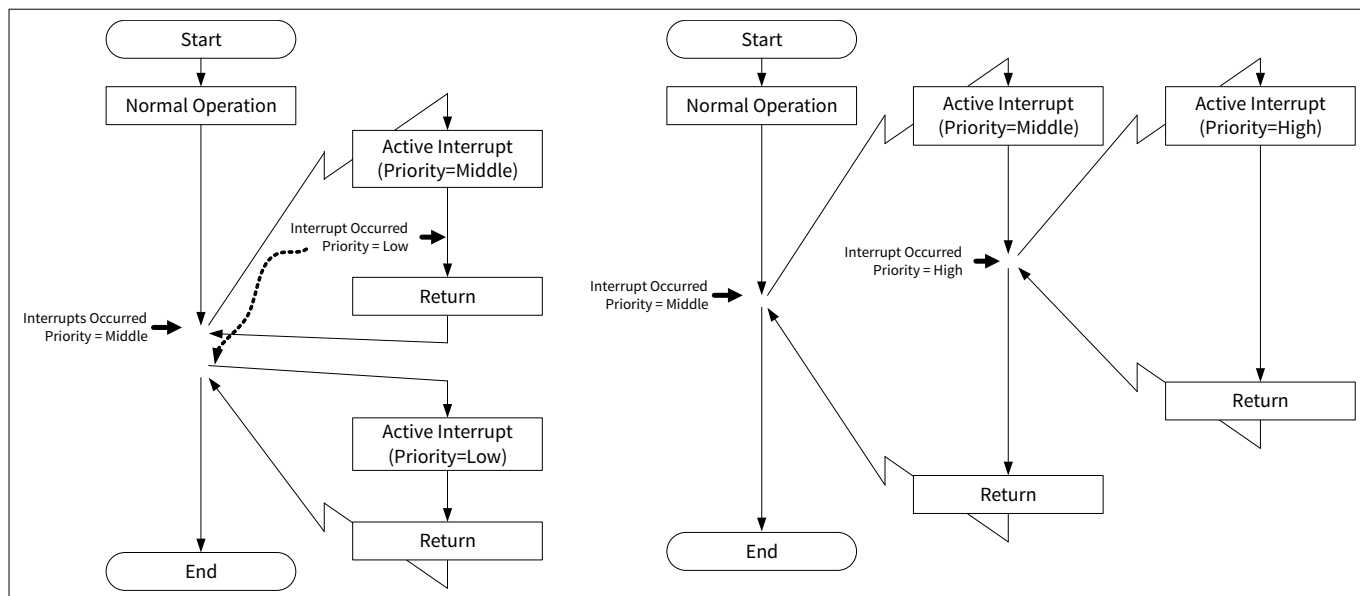 Start
Normal Operation
Active Interrupt
(Priority=Middle)
Interrupt Occurred
Priority = Low
Return
Interrupts Occurred
Priority = Middle
Active Interrupt
(Priority=Low)
Return
End
Start
Normal Operation
Active Interrupt
(Priority=Middle)
Active Interrupt
(Priority=High)
Interrupt Occurred
Priority = High
Interrupt Occurred
Priority = Middle
Return
Return
End